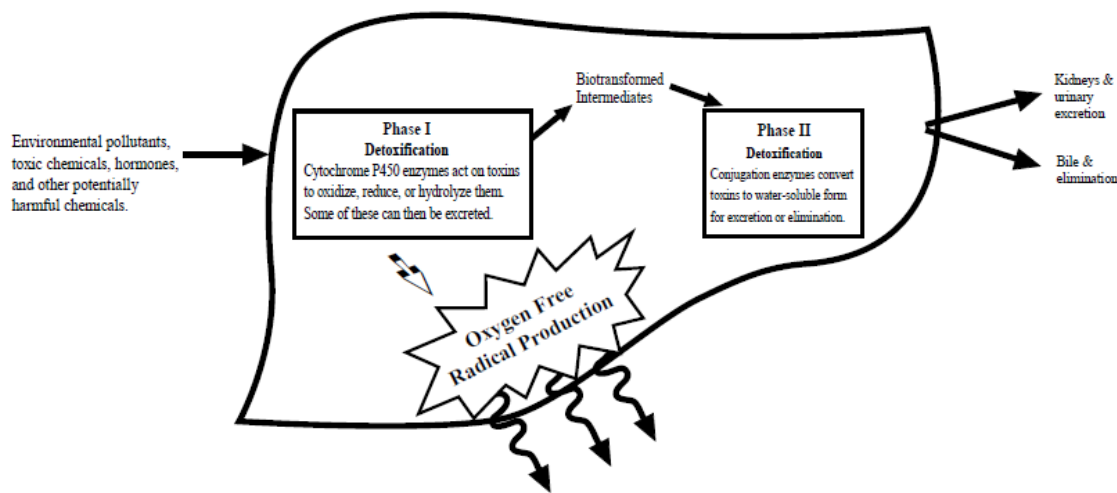 Environmental pollutants,
toxic chemicals, hormones,
and other potentially
harmful chemicals.
Phase I
Detoxification
Cytochrome P450 enzymes act on toxins
to oxidize, reduce, or hydrolyze them.
Some of these can then be excreted.
Biotransformed
Intermediates
Phase II
Detoxification
Conjugation enzymes convert
toxins to water-soluble form
for excretion or elimination.
Kidneys &
urinary
excretion
Bile &
elimination
Oxygen Free
Radical Production